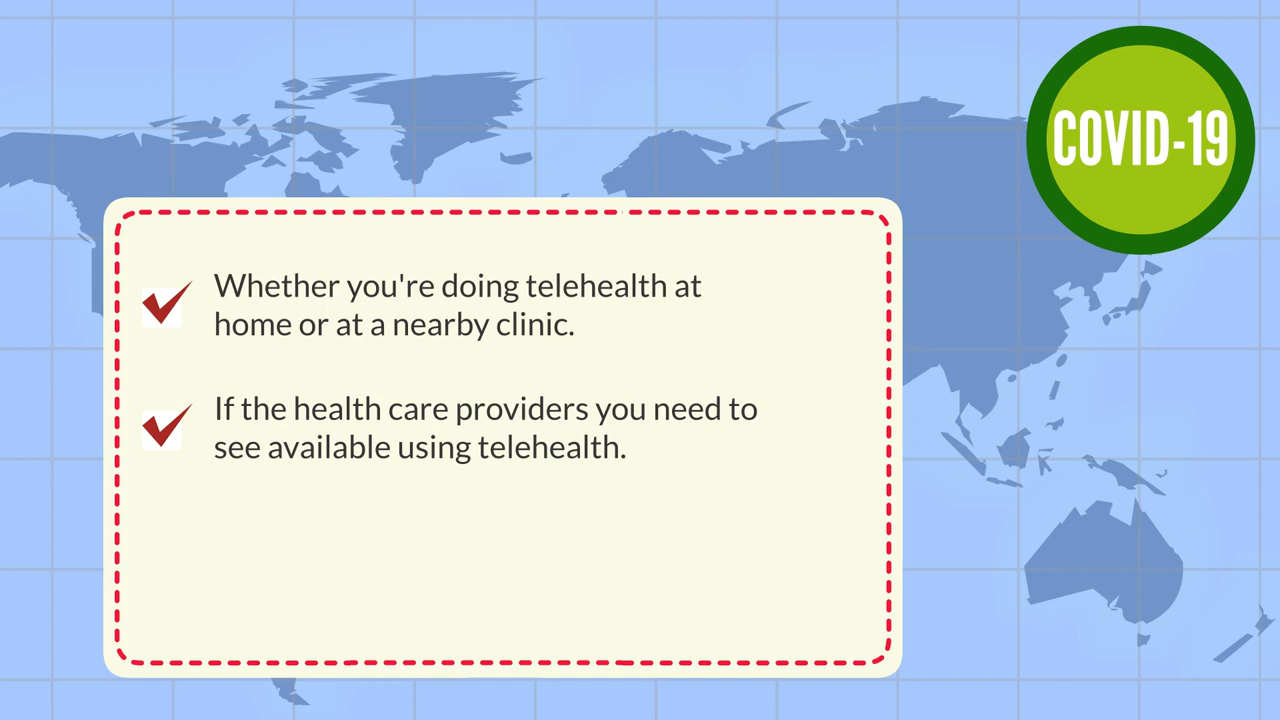 COVID-19
Whether you're doing telehealth at
home or at a nearby clinic.
If the health care providers you need to
see available using telehealth.